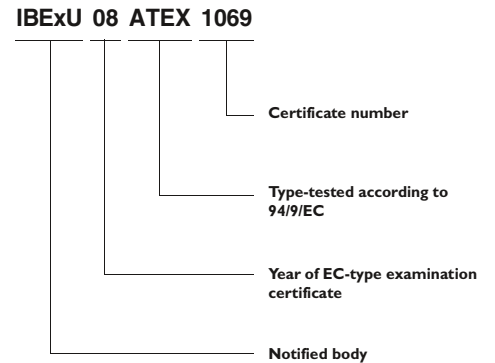 IBExU 08 ATEX 1069
Certificate number
Type-tested according to
94/9/EC
Year of EC-type examination
certificate
Notified body